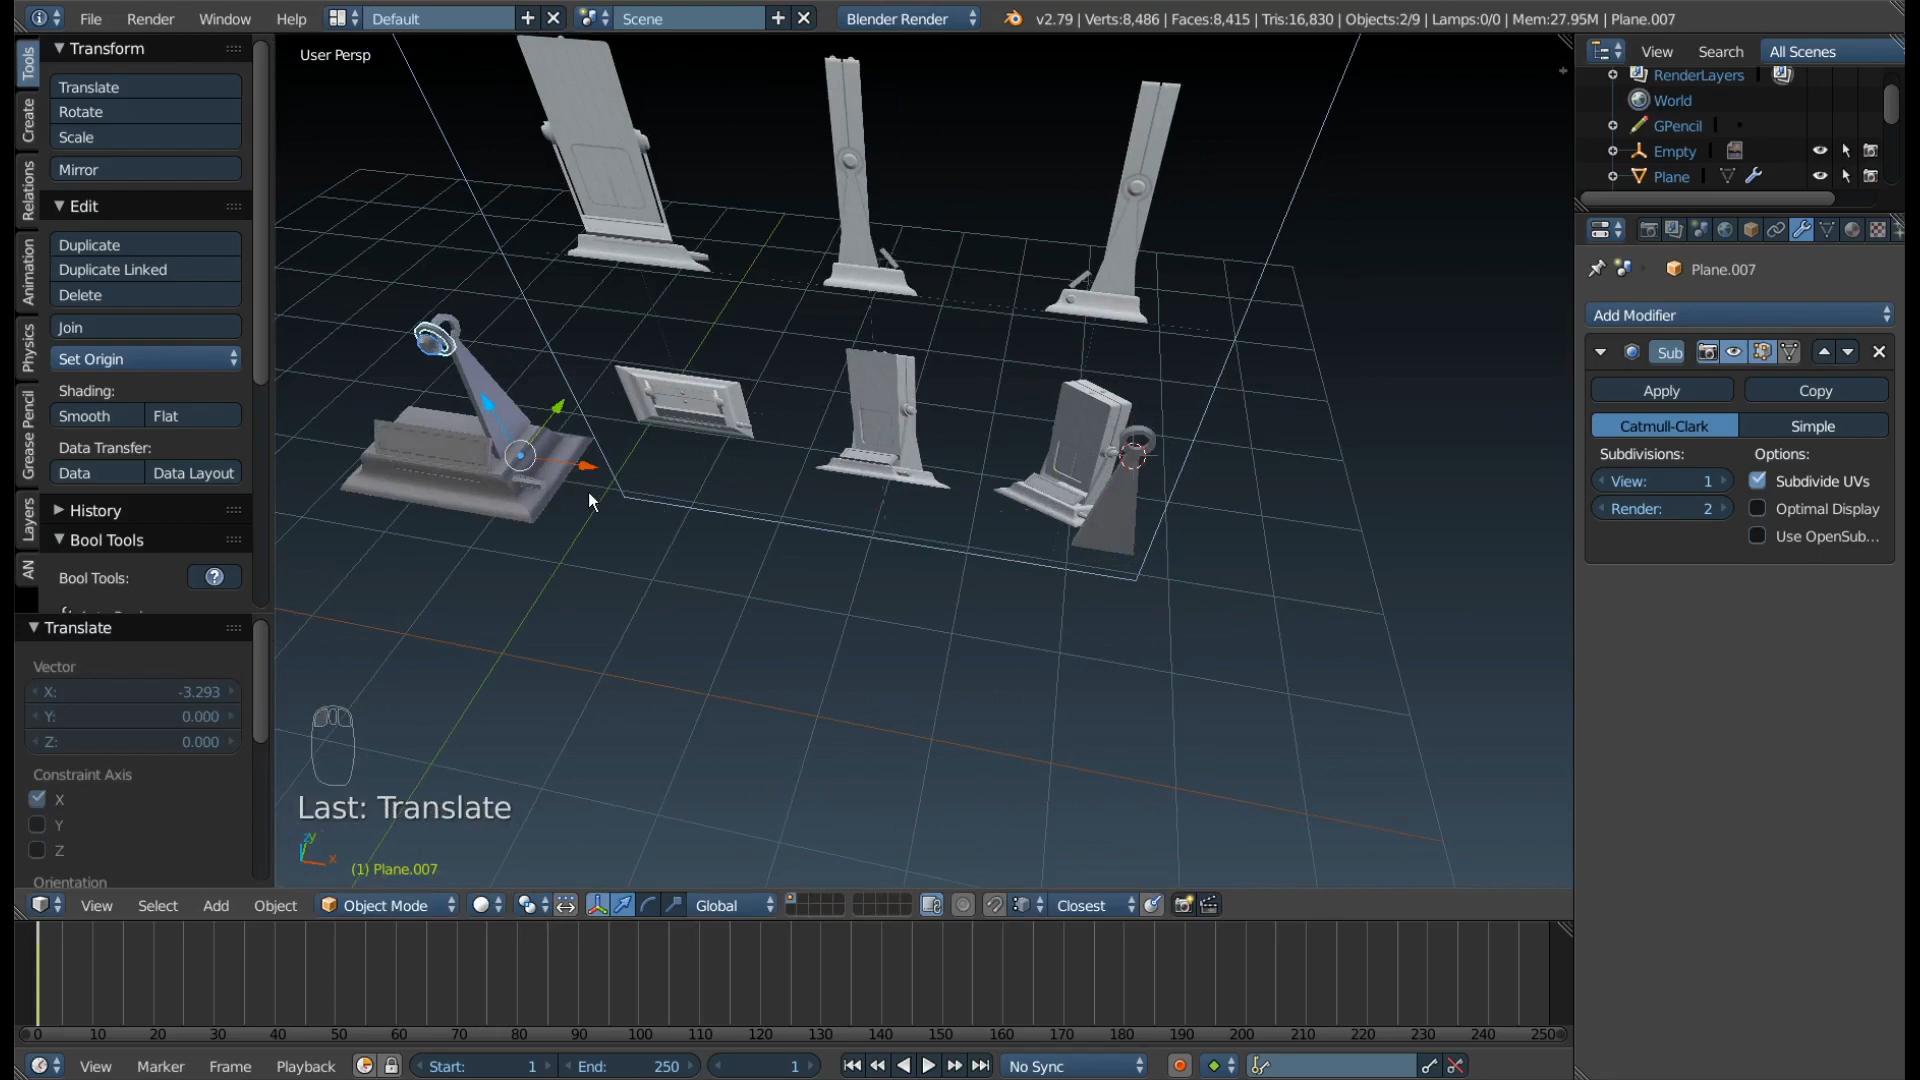 File Render Window Help Default Scene Blender Render v2.79 | Verts:8,486 | Faces:8,415 | Tris:16,830 | Objects:2/9 | Lamps:0/0 | Mem:27.95M | Plane.007
Tools
Create
Relations
Animation
Physics
Grease Pencil
Layers
AN
Transform
Translate
Rotate
Scale
Mirror
Edit
Duplicate
Duplicate Linked
Delete
Join
Set Origin
Shading:
Smooth Flat
Data Transfer:
Data Data Layout
History
Bool Tools
Bool Tools:
Translate
Vector
X: -3.293
Y: 0.000
Z: 0.000
Constraint Axis
X
Y
Z
Orientation
User Persp
Last: Translate
(1) Plane.007
View Select Add Object Object Mode Global Closest
View Search All Scenes
RenderLayers
World
GPencil
Empty
Plane
Plane.007
Add Modifier
Sub
Apply Copy
Catmull-Clark Simple
Subdivisions: Options:
View: 1 Subdivide UVs
Render: 2 Optimal Display
Use OpenSub...
0 10 20 30 40 50 60 70 80 90 100 110 120 130 140 150 160 170 180 190 200 210 220 230 240 250
View Marker Frame Playback Start: 1 End: 250 1 No Sync